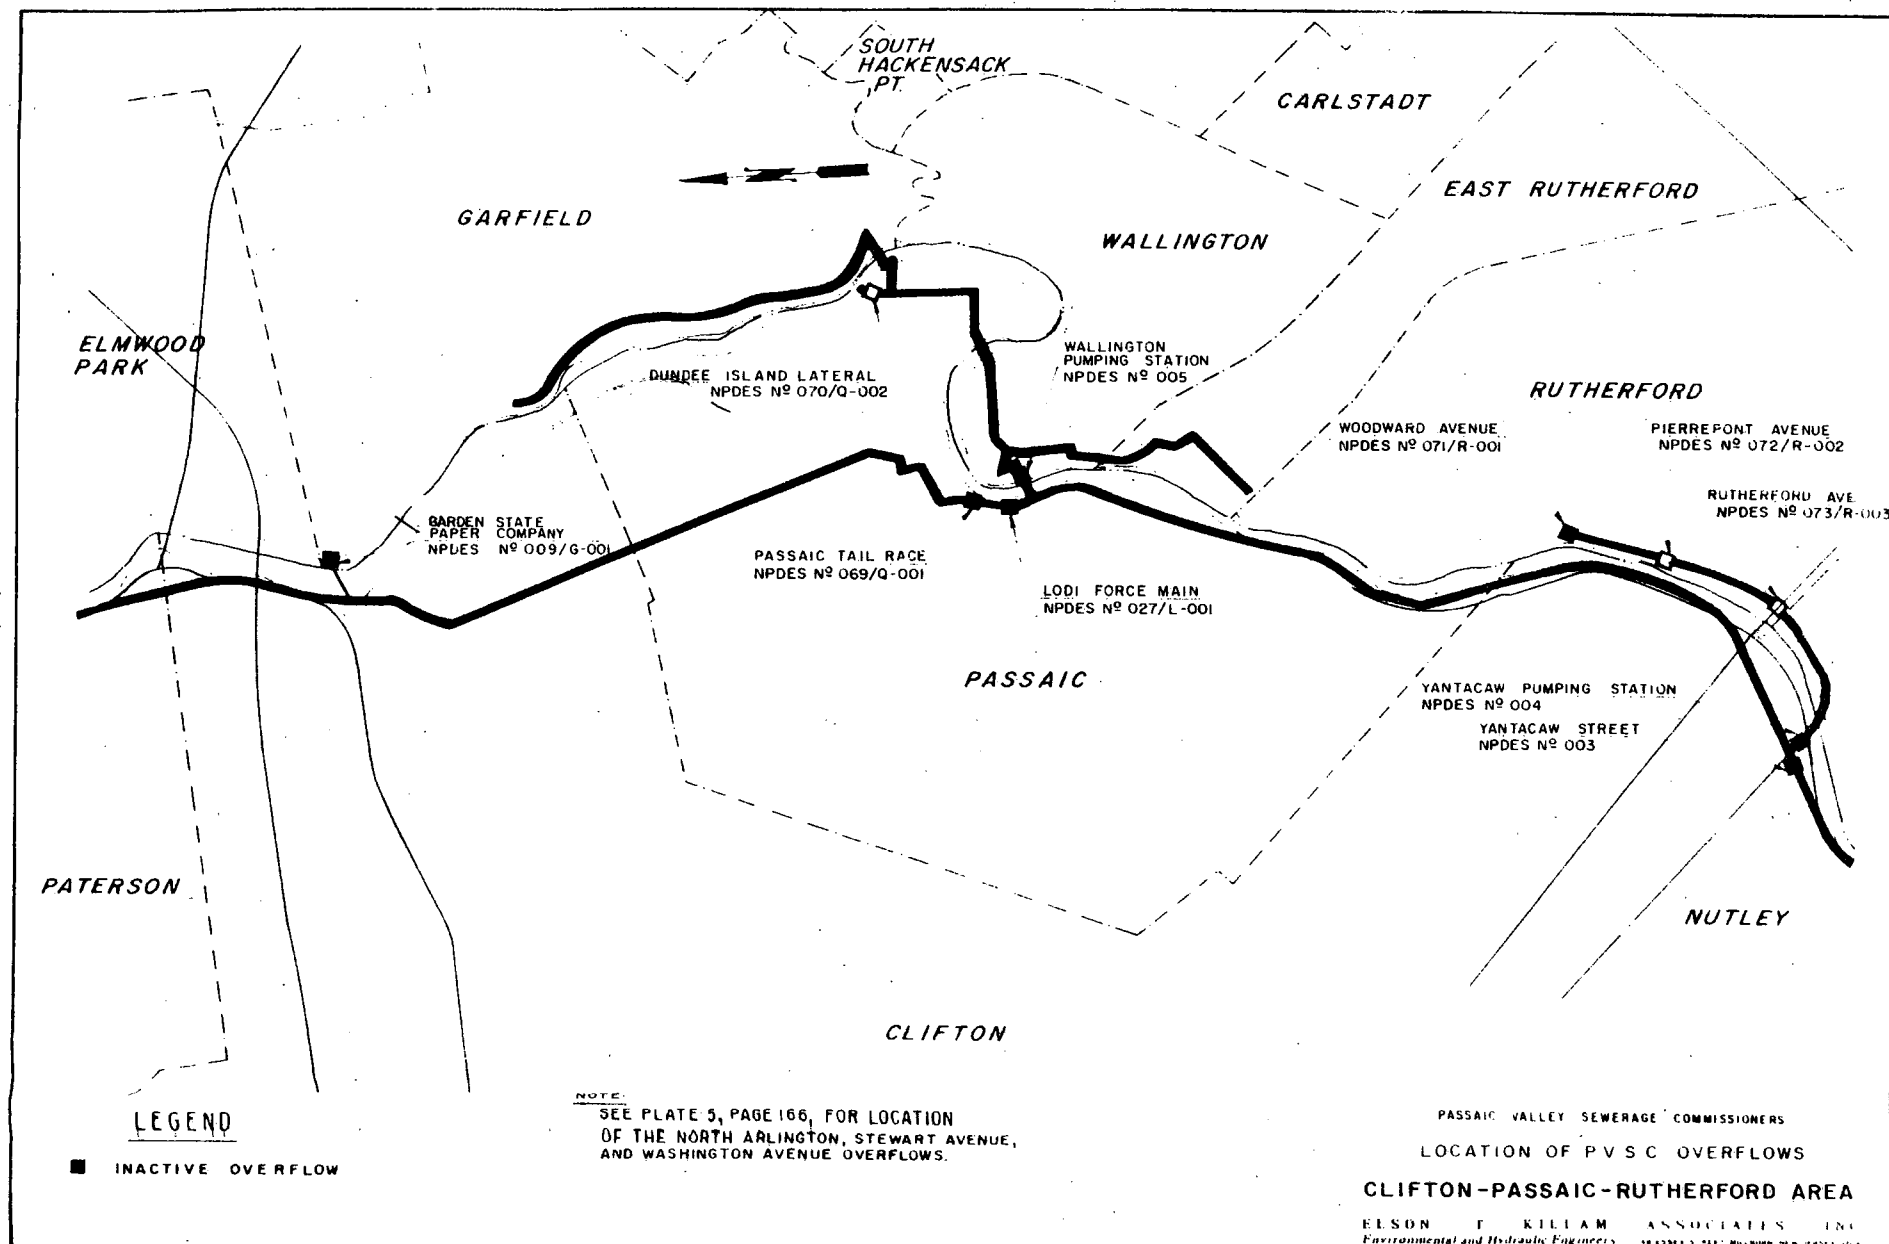 SOUTH
HACKENSACK
PT.
CARLSTADT
EAST RUTHERFORD
GARFIELD
WALLINGTON
ELMWOOD
PARK
WALLINGTON
PUMPING STATION
NPDES Nº 005
DUNDEE ISLAND LATERAL
NPDES Nº 070/Q-002
RUTHERFORD
WOODWARD AVENUE
NPDES Nº 071/R-001
PIERREPONT AVENUE
NPDES Nº 072/R-002
RUTHERFORD AVE
NPDES Nº 073/R-003
GARDEN STATE
PAPER COMPANY
NPDES Nº 009/G-001
PASSAIC TAIL RACE
NPDES Nº 069/Q-001
LODI FORCE MAIN
NPDES Nº 027/L-001
PASSAIC
YANTACAW PUMPING STATION
NPDES Nº 004
YANTACAW STREET
NPDES Nº 003
PATERSON
NUTLEY
CLIFTON
LEGEND
INACTIVE OVERFLOW
NOTE:
SEE PLATE 5, PAGE 166, FOR LOCATION
OF THE NORTH ARLINGTON, STEWART AVENUE,
AND WASHINGTON AVENUE OVERFLOWS.
PASSAIC VALLEY SEWERAGE COMMISSIONERS
LOCATION OF PVSC OVERFLOWS
CLIFTON-PASSAIC-RUTHERFORD AREA
ELSON T KILLAM ASSOCIATES INC
Environmental and Hydraulic Engineers